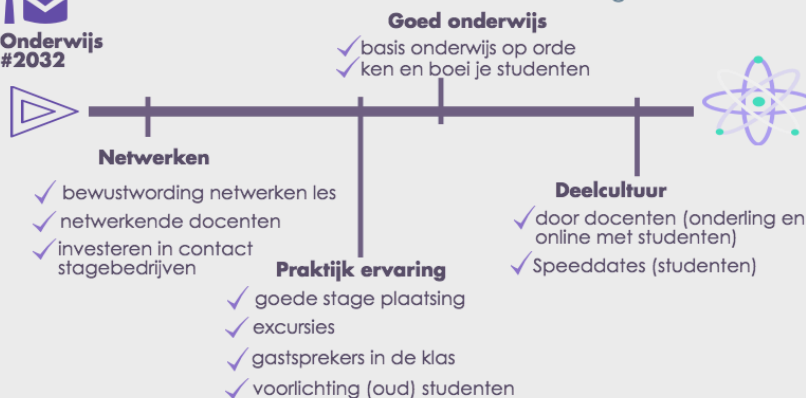 Onderwijs
#2032
Goed onderwijs
basis onderwijs op orde
ken en boei je studenten
Netwerken
bewustwording netwerken les
netwerkende docenten
investeren in contact
stagebedrijven
Praktijk ervaring
goede stage plaatsing
excursies
gastsprekers in de klas
voorlichting (oud) studenten
Deelcultuur
door docenten (onderling en
online met studenten)
Speeddates (studenten)